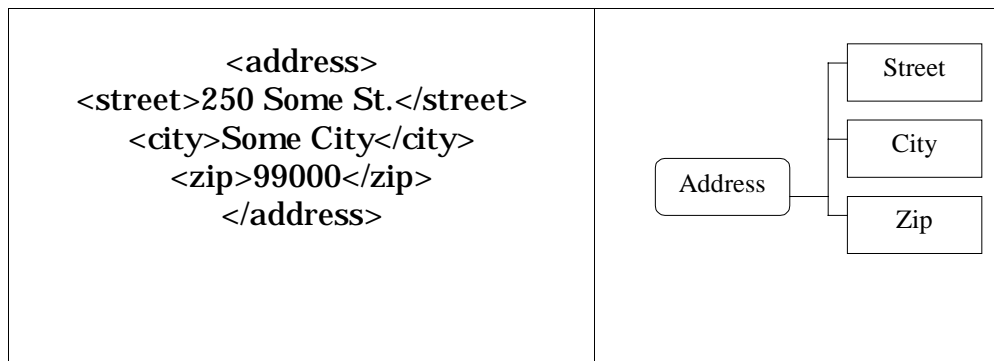 <address>
<street>250 Some St.</street>
<city>Some City</city>
<zip>99000</zip>
</address>
Street
City
Address
Zip